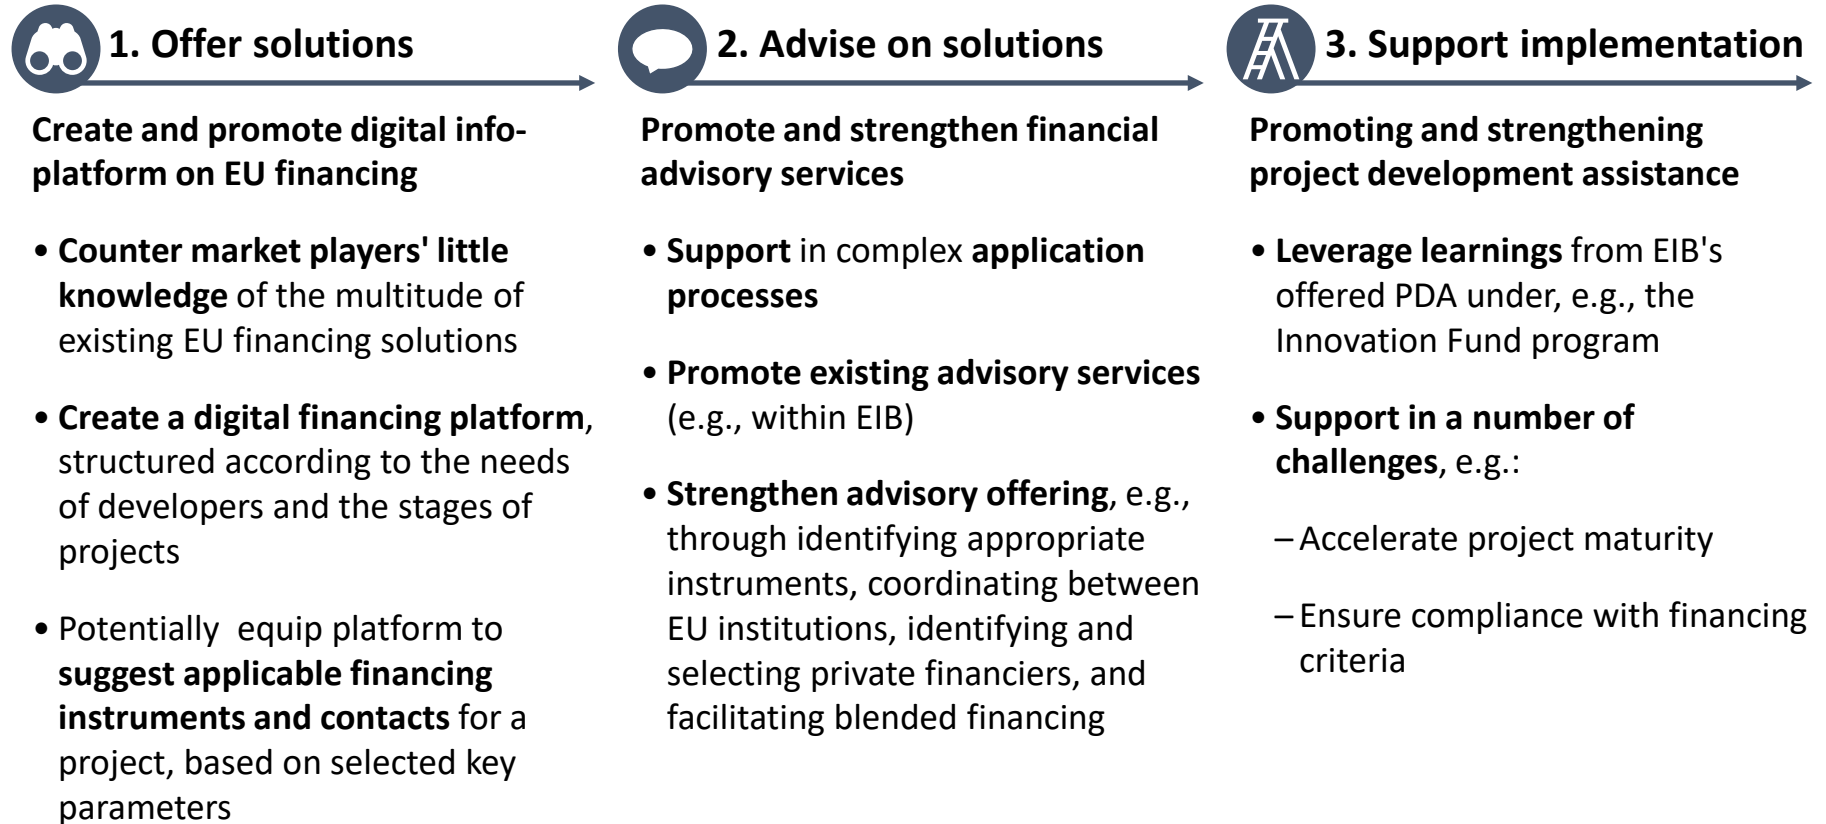 1. Offer solutions
Create and promote digital info-
platform on EU financing
• Counter market players' little
knowledge of the multitude of
existing EU financing solutions
• Create a digital financing platform,
structured according to the needs
of developers and the stages of
projects
• Potentially  equip platform to
suggest applicable financing
instruments and contacts for a
project, based on selected key
parameters
2. Advise on solutions
Promote and strengthen financial
advisory services
• Support in complex application
processes
• Promote existing advisory services
(e.g., within EIB)
• Strengthen advisory offering, e.g.,
through identifying appropriate
instruments, coordinating between
EU institutions, identifying and
selecting private financiers, and
facilitating blended financing
3. Support implementation
Promoting and strengthening
project development assistance
• Leverage learnings from EIB's
offered PDA under, e.g., the
Innovation Fund program
• Support in a number of
challenges, e.g.:
– Accelerate project maturity
– Ensure compliance with financing
criteria